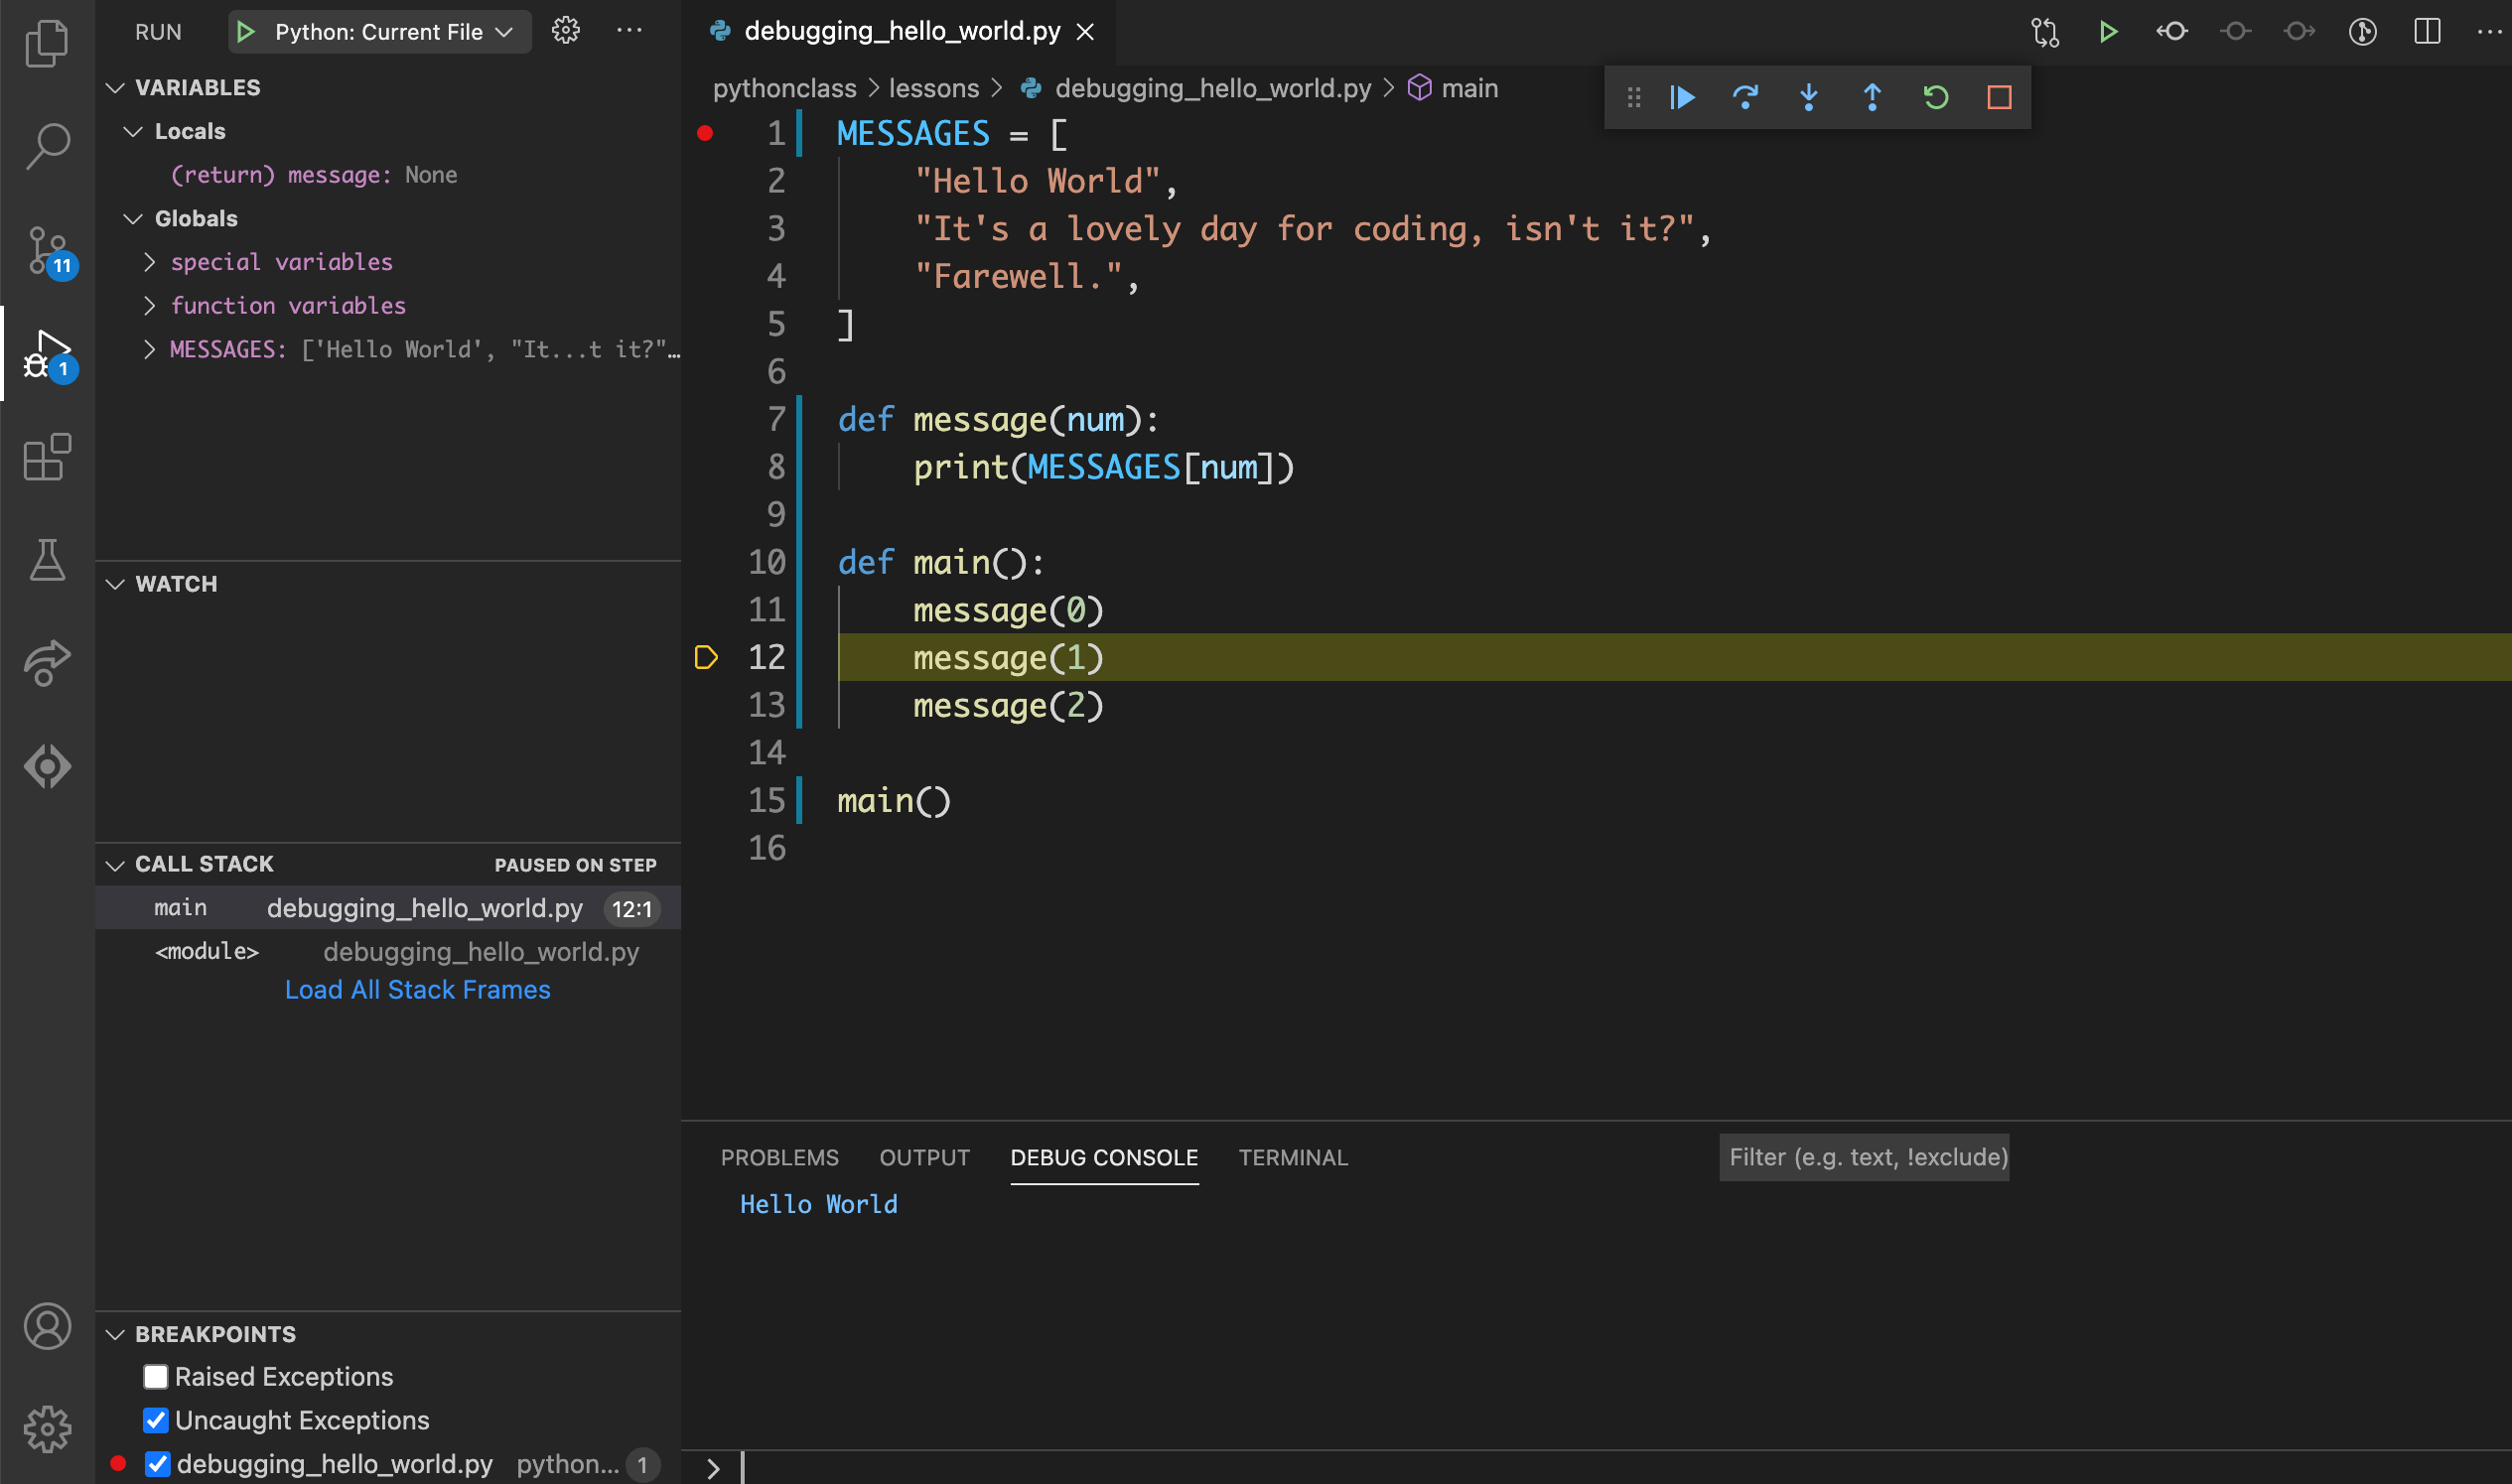 RUN
Python: Current File
VARIABLES
Locals
(return) message: None
Globals
special variables
function variables
MESSAGES: ['Hello World', "It...t it?"…
11
1
WATCH
CALL STACK PAUSED ON STEP
main debugging_hello_world.py 12:1
<module> debugging_hello_world.py
Load All Stack Frames
BREAKPOINTS
Raised Exceptions
Uncaught Exceptions
debugging_hello_world.py python... 1
debugging_hello_world.py
pythonclass > lessons > debugging_hello_world.py > main
1 MESSAGES = [
2     "Hello World",
3     "It's a lovely day for coding, isn't it?",
4     "Farewell.",
5 ]
6
7 def message(num):
8     print(MESSAGES[num])
9
10 def main():
11     message(0)
12     message(1)
13     message(2)
14
15 main()
16
PROBLEMS OUTPUT DEBUG CONSOLE TERMINAL Filter (e.g. text, !exclude)
Hello World